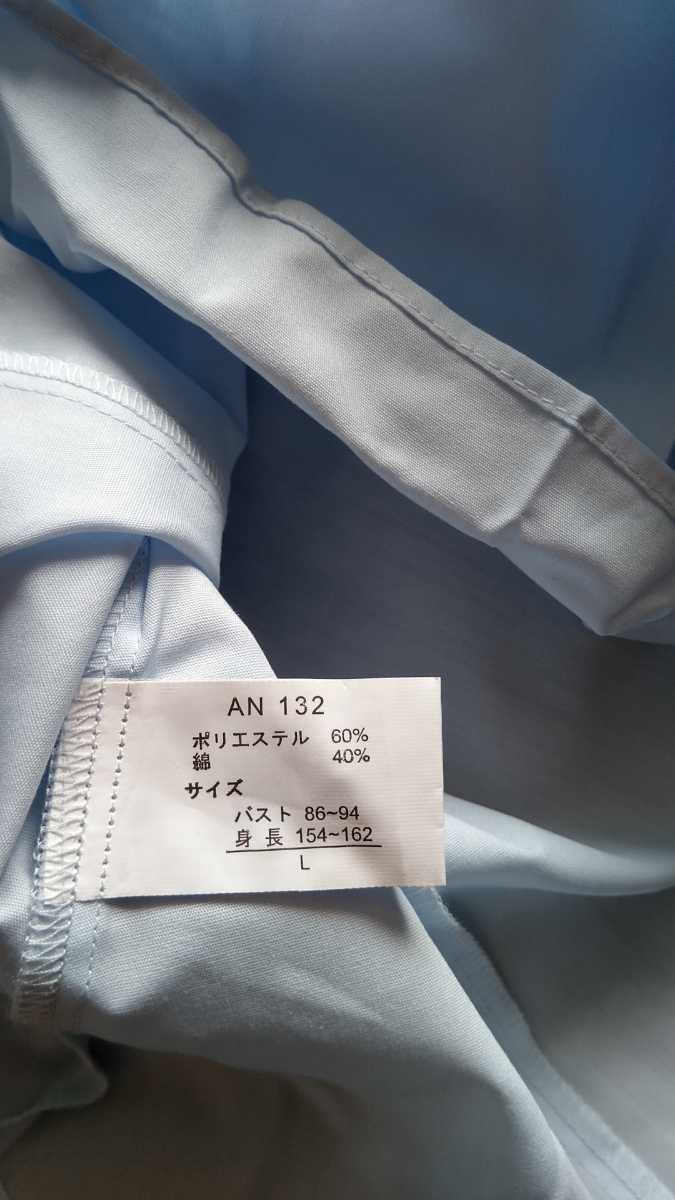 AN 132
ポリエステル 60%
綿 40%
サイズ
バスト 86~94
身長 154~162
L